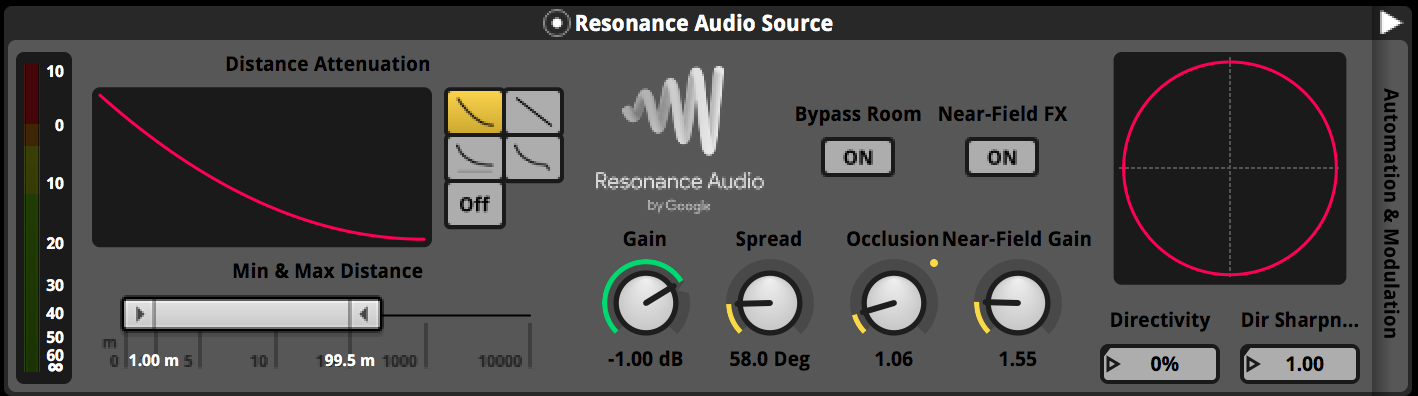 Resonance Audio Source
10
0
10
20
30
40
50
60
80
Distance Attenuation
Off
Min & Max Distance
m
0 1.00 m 5 10 199.5 m 1000 10000
Resonance Audio
by Google
Bypass Room Near-Field FX
ON ON
Gain Spread Occlusion Near-Field Gain
-1.00 dB 58.0 Deg 1.06 1.55
Directivity Dir Sharpn...
0% 1.00
Automation & Modulation